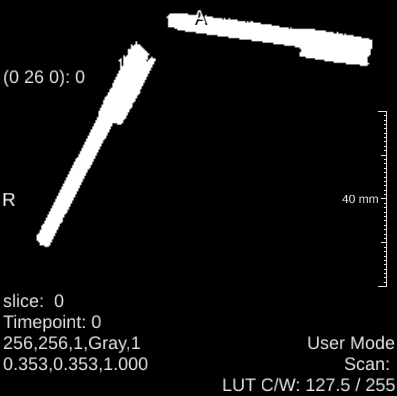 A
(0 26 0): 0
R
40 mm
slice:  0
Timepoint: 0
256,256,1,Gray,1
User Mode
0.353,0.353,1.000
Scan:
LUT C/W: 127.5 / 255